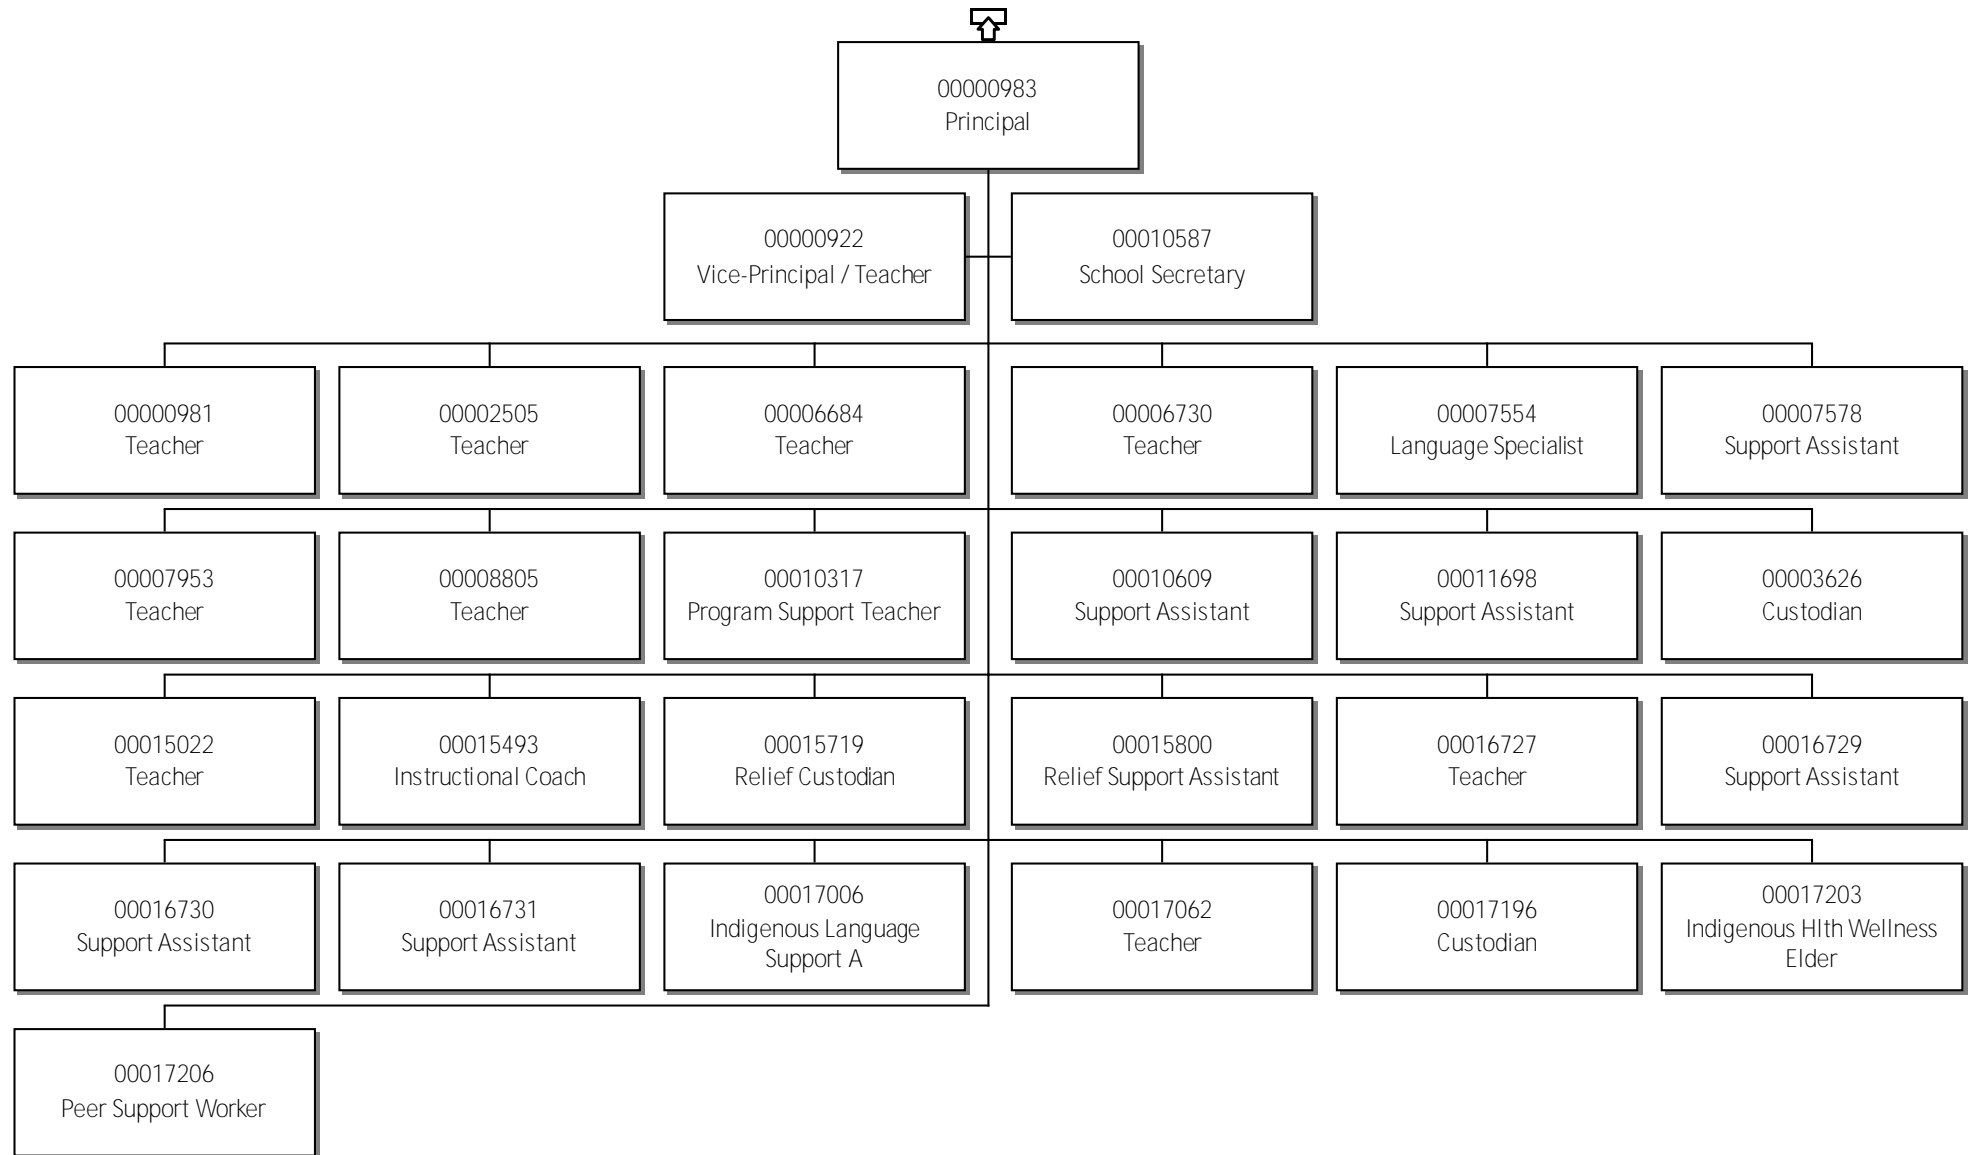 00000983
Principal
00000922
Vice-Principal / Teacher
00010587
School Secretary
00000981
Teacher
00002505
Teacher
00006684
Teacher
00006730
Teacher
00007554
Language Specialist
00007578
Support Assistant
00007953
Teacher
00008805
Teacher
00010317
Program Support Teacher
00010609
Support Assistant
00011698
Support Assistant
00003626
Custodian
00015022
Teacher
00015493
Instructional Coach
00015719
Relief Custodian
00015800
Relief Support Assistant
00016727
Teacher
00016729
Support Assistant
00016730
Support Assistant
00016731
Support Assistant
00017006
Indigenous Language
Support A
00017062
Teacher
00017196
Custodian
00017203
Indigenous Hlth Wellness
Elder
00017206
Peer Support Worker